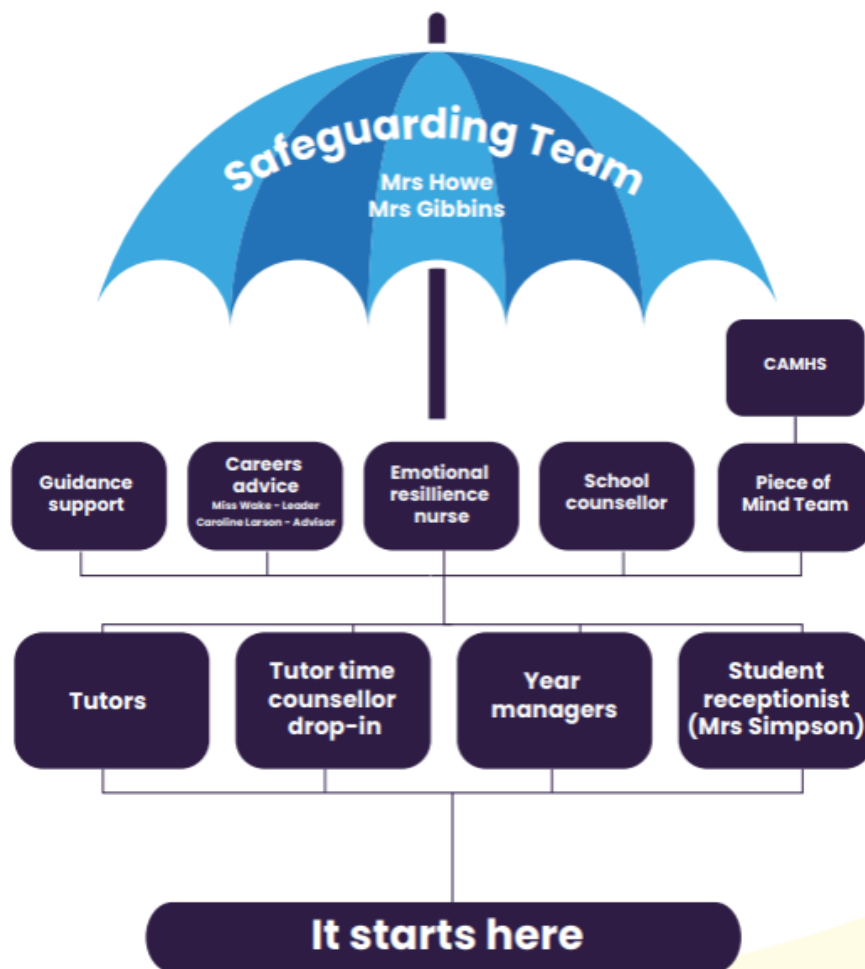 Safeguarding Team
Mrs Howe
Mrs Gibbins
CAMHS
Guidance
support
Careers
advice
Miss Wake - Leader
Caroline Larson - Advisor
Emotional
resillience
nurse
School
counsellor
Piece of
Mind Team
Tutors
Tutor time
counsellor
drop-in
Year
managers
Student
receptionist
(Mrs Simpson)
It starts here